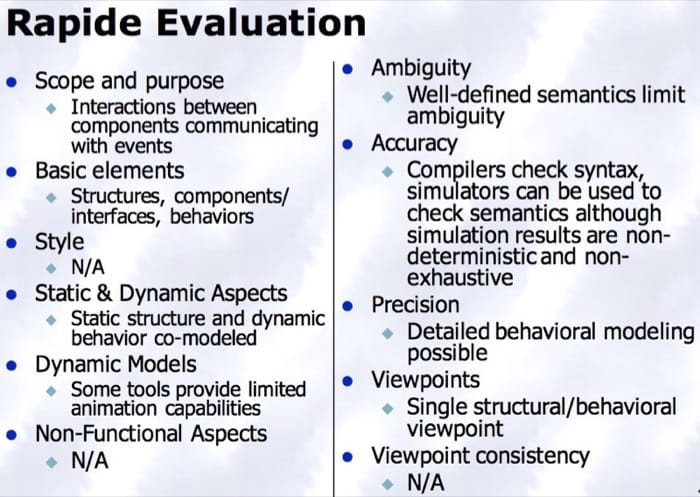 Rapide Evaluation
Scope and purpose
Interactions between
components communicating
with events
Basic elements
Structures, components/
interfaces, behaviors
Style
N/A
Static & Dynamic Aspects
Static structure and dynamic
behavior co-modeled
Dynamic Models
Some tools provide limited
animation capabilities
Non-Functional Aspects
N/A
Ambiguity
Well-defined semantics limit
ambiguity
Accuracy
Compilers check syntax,
simulators can be used to
check semantics although
simulation results are non-
deterministic and non-
exhaustive
Precision
Detailed behavioral modeling
possible
Viewpoints
Single structural/behavioral
viewpoint
Viewpoint consistency
N/A